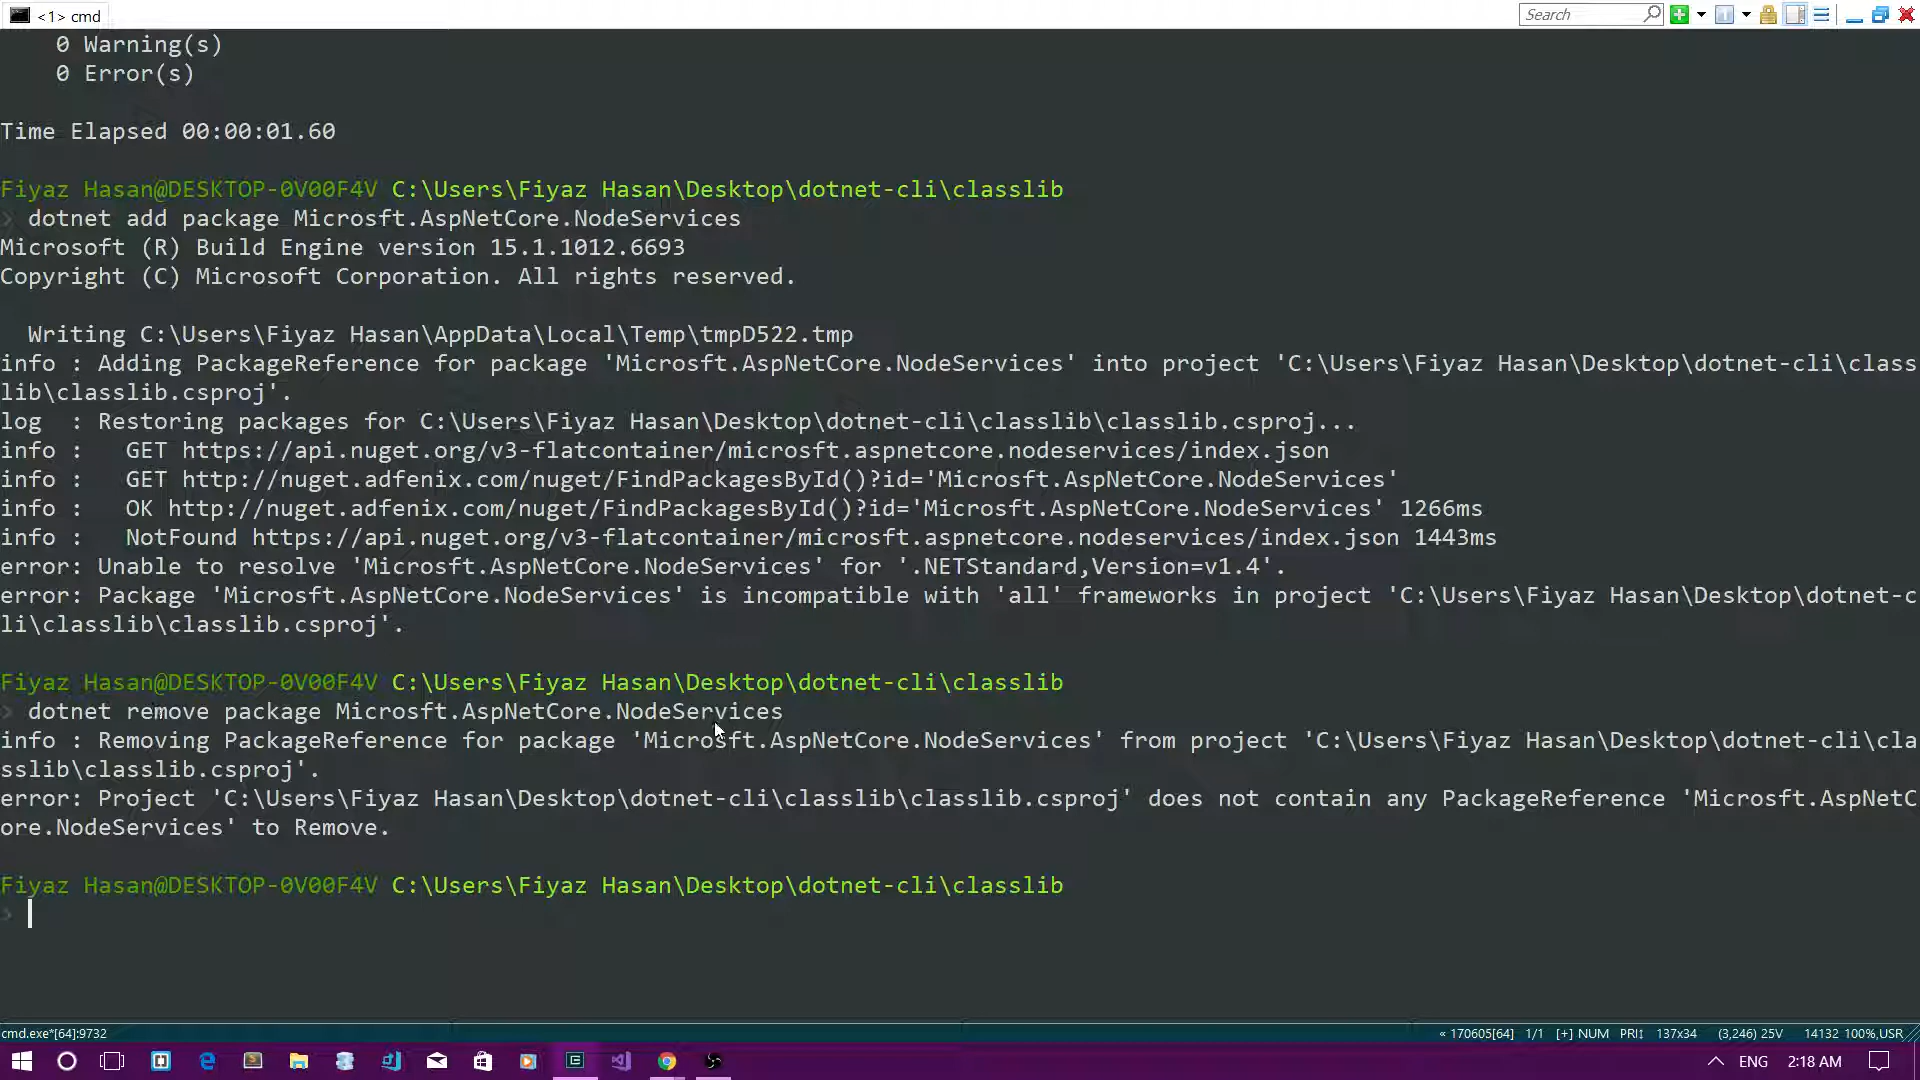 <1> cmd
Search
0 Warning(s)
0 Error(s)
Time Elapsed 00:00:01.60
Fiyaz Hasan@DESKTOP-0V00F4V C:\Users\Fiyaz Hasan\Desktop\dotnet-cli\classlib
> dotnet add package Microsft.AspNetCore.NodeServices
Microsoft (R) Build Engine version 15.1.1012.6693
Copyright (C) Microsoft Corporation. All rights reserved.
Writing C:\Users\Fiyaz Hasan\AppData\Local\Temp\tmpD522.tmp
info : Adding PackageReference for package 'Microsft.AspNetCore.NodeServices' into project 'C:\Users\Fiyaz Hasan\Desktop\dotnet-cli\class
lib\classlib.csproj'.
log  : Restoring packages for C:\Users\Fiyaz Hasan\Desktop\dotnet-cli\classlib\classlib.csproj...
info :   GET https://api.nuget.org/v3-flatcontainer/microsft.aspnetcore.nodeservices/index.json
info :   GET http://nuget.adfenix.com/nuget/FindPackagesById()?id='Microsft.AspNetCore.NodeServices'
info :   OK http://nuget.adfenix.com/nuget/FindPackagesById()?id='Microsft.AspNetCore.NodeServices' 1266ms
info :   NotFound https://api.nuget.org/v3-flatcontainer/microsft.aspnetcore.nodeservices/index.json 1443ms
error: Unable to resolve 'Microsft.AspNetCore.NodeServices' for '.NETStandard,Version=v1.4'.
error: Package 'Microsft.AspNetCore.NodeServices' is incompatible with 'all' frameworks in project 'C:\Users\Fiyaz Hasan\Desktop\dotnet-c
li\classlib\classlib.csproj'.
Fiyaz Hasan@DESKTOP-0V00F4V C:\Users\Fiyaz Hasan\Desktop\dotnet-cli\classlib
> dotnet remove package Microsft.AspNetCore.NodeServices
info : Removing PackageReference for package 'Microsft.AspNetCore.NodeServices' from project 'C:\Users\Fiyaz Hasan\Desktop\dotnet-cli\cla
sslib\classlib.csproj'.
error: Project 'C:\Users\Fiyaz Hasan\Desktop\dotnet-cli\classlib\classlib.csproj' does not contain any PackageReference 'Microsft.AspNetC
ore.NodeServices' to Remove.
Fiyaz Hasan@DESKTOP-0V00F4V C:\Users\Fiyaz Hasan\Desktop\dotnet-cli\classlib
>
cmd.exe*[64]:9732 « 170605[64] 1/1 [+] NUM PRI↕ 137x34 (3,246) 25V 14132 100%,USR
ENG 2:18 AM